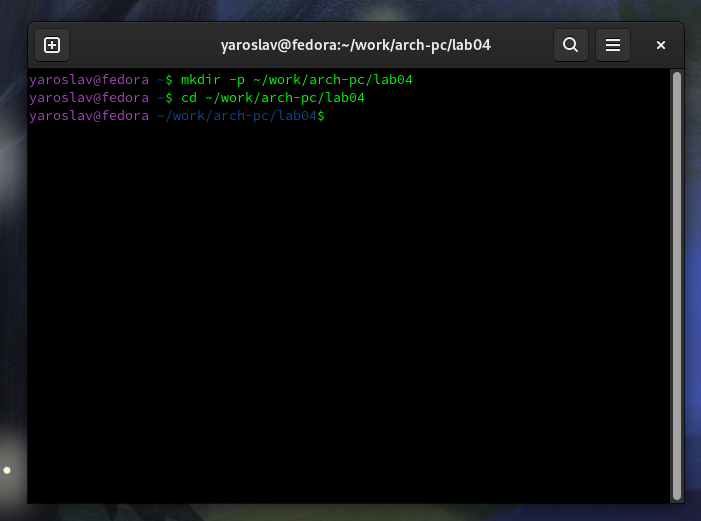 yaroslav@fedora:~/work/arch-pc/lab04
yaroslav@fedora ~$ mkdir -p ~/work/arch-pc/lab04
yaroslav@fedora ~$ cd ~/work/arch-pc/lab04
yaroslav@fedora ~/work/arch-pc/lab04$